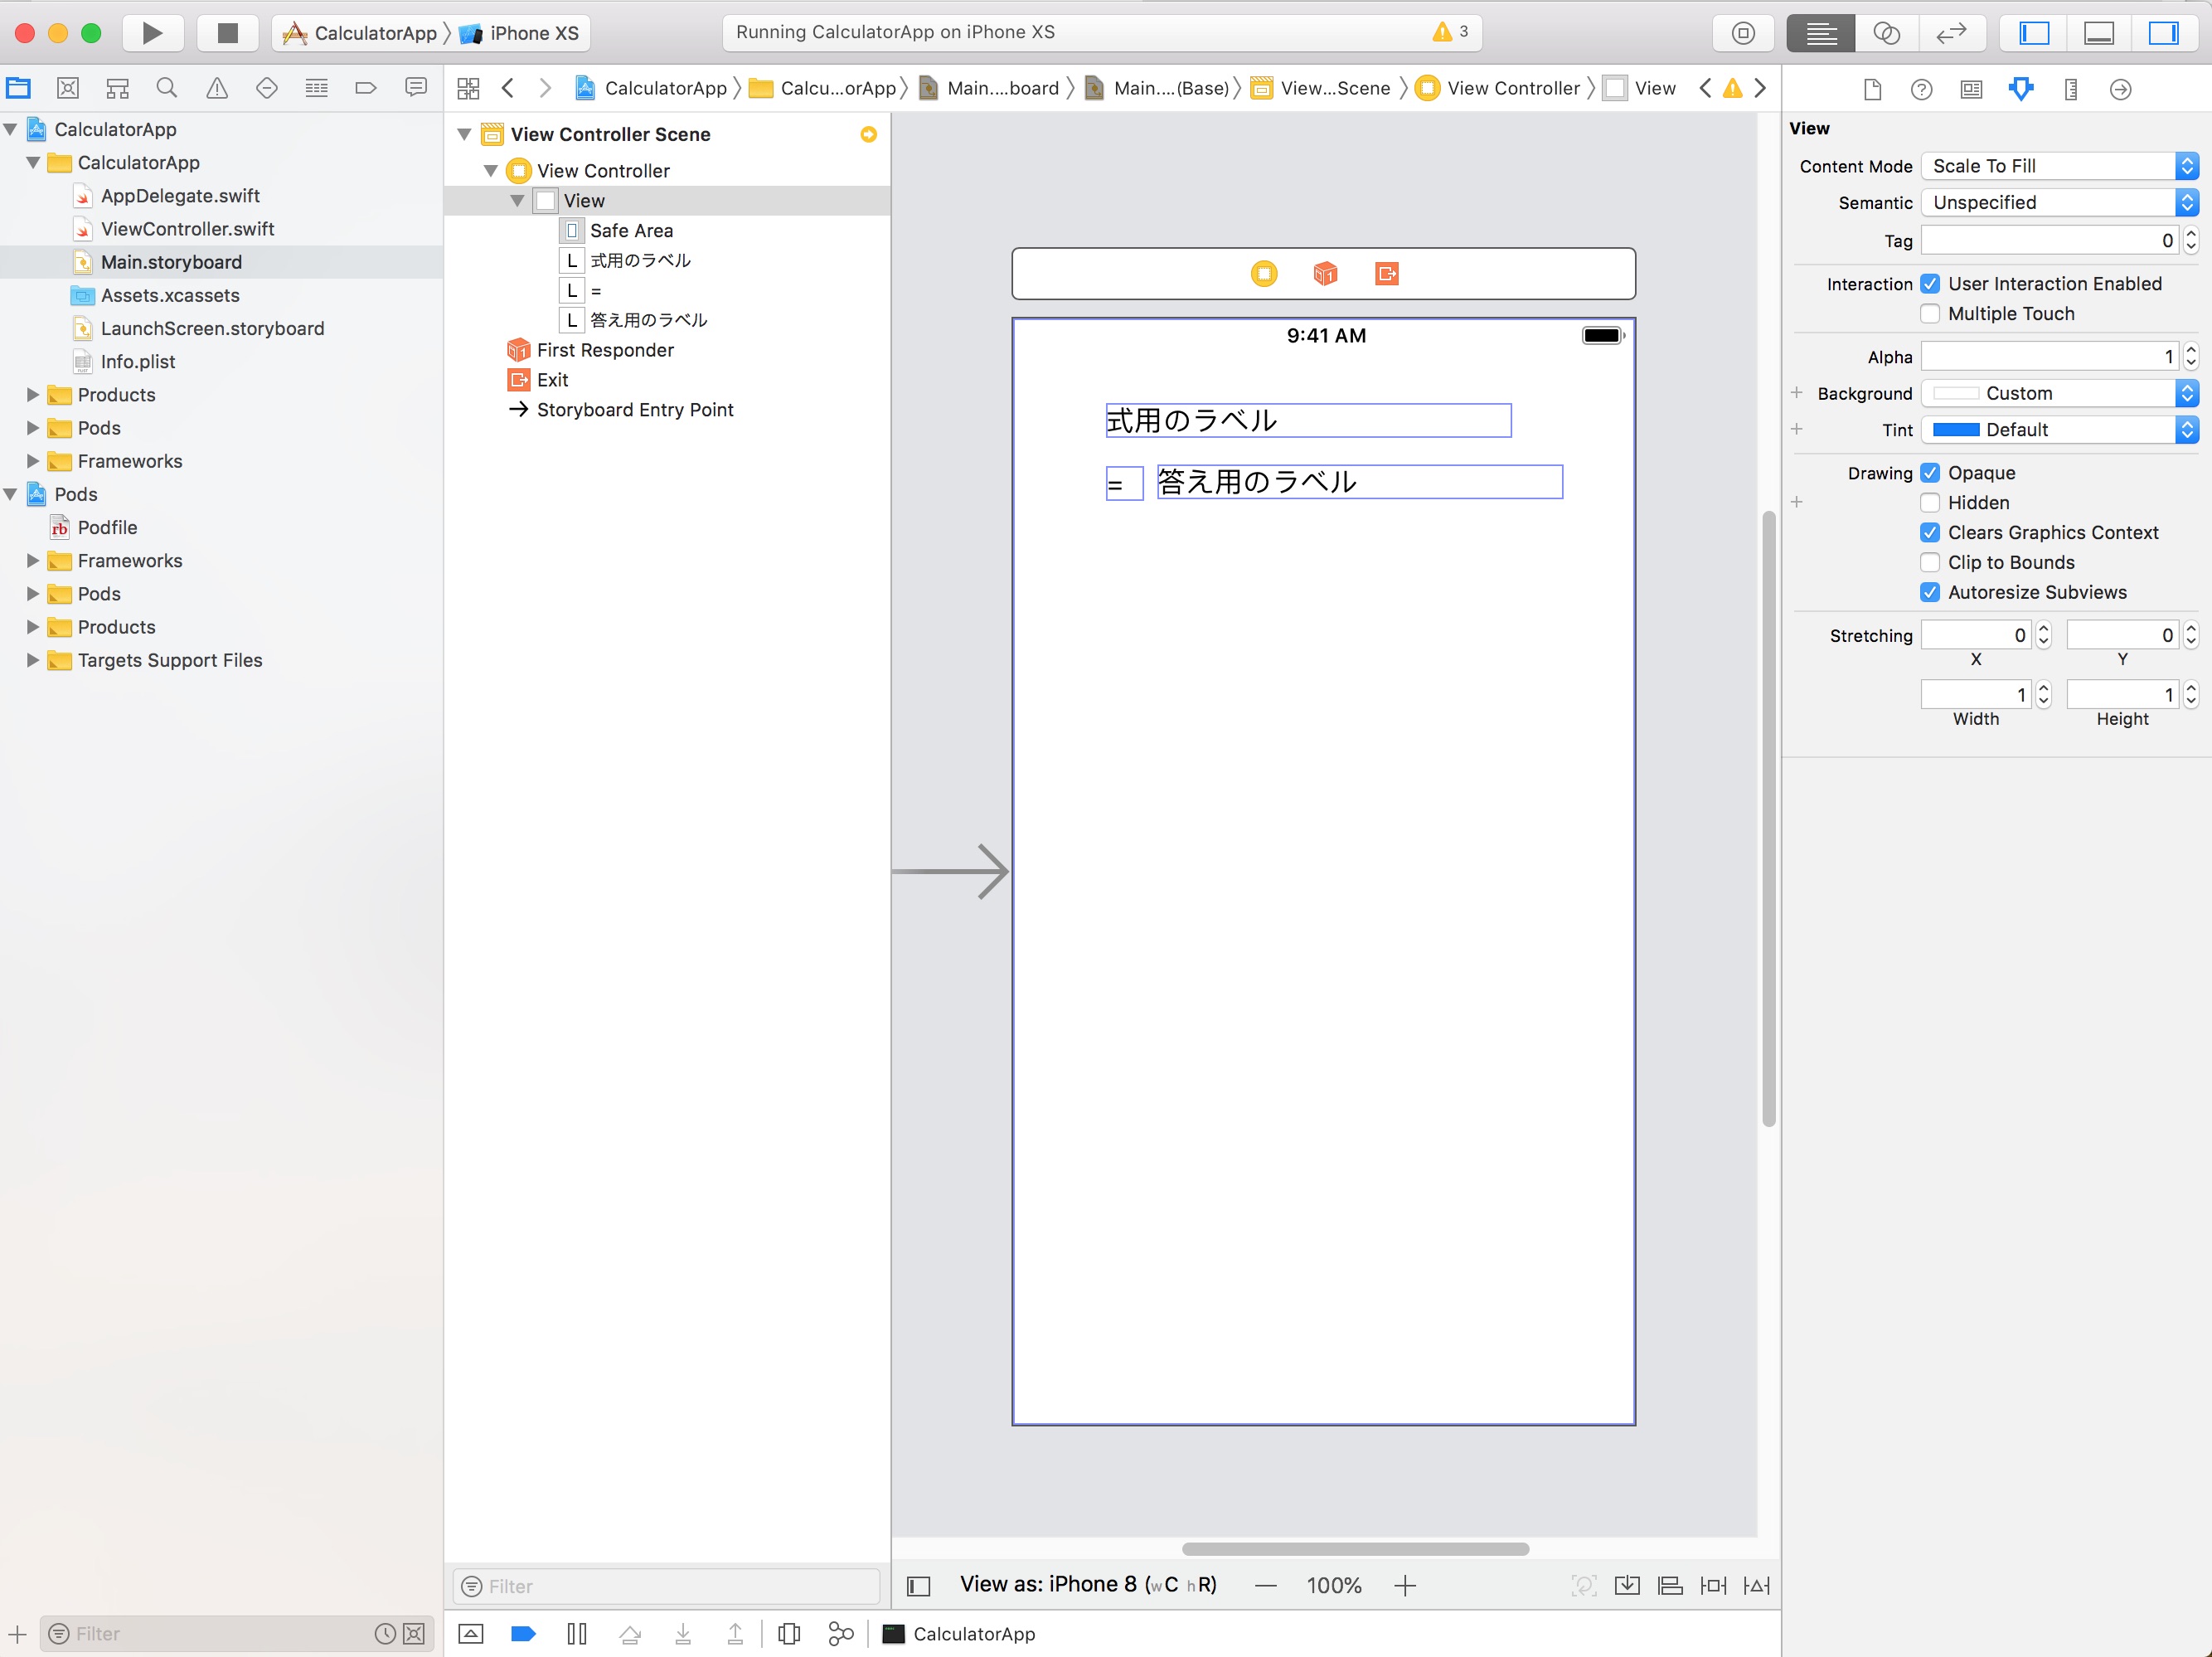 CalculatorApp 〉 iPhone XS
Running CalculatorApp on iPhone XS
3
CalculatorApp 〉 Calcu...orApp 〉 Main....board 〉 Main....(Base) 〉 View...Scene 〉 View Controller 〉 View
CalculatorApp
CalculatorApp
AppDelegate.swift
ViewController.swift
Main.storyboard
Assets.xcassets
LaunchScreen.storyboard
Info.plist
Products
Pods
Frameworks
Pods
rb Podfile
Frameworks
Pods
Products
Targets Support Files
Filter
View Controller Scene
View Controller
View
Safe Area
L 式用のラベル
L =
L 答え用のラベル
First Responder
Exit
Storyboard Entry Point
Filter
9:41 AM
式用のラベル
= 答え用のラベル
View as: iPhone 8 (wC hR)
100%
CalculatorApp
View
Content Mode Scale To Fill
Semantic Unspecified
Tag 0
Interaction User Interaction Enabled
Multiple Touch
Alpha 1
Background Custom
Tint Default
Drawing Opaque
Hidden
Clears Graphics Context
Clip to Bounds
Autoresize Subviews
Stretching 0 0
X Y
1 1
Width Height